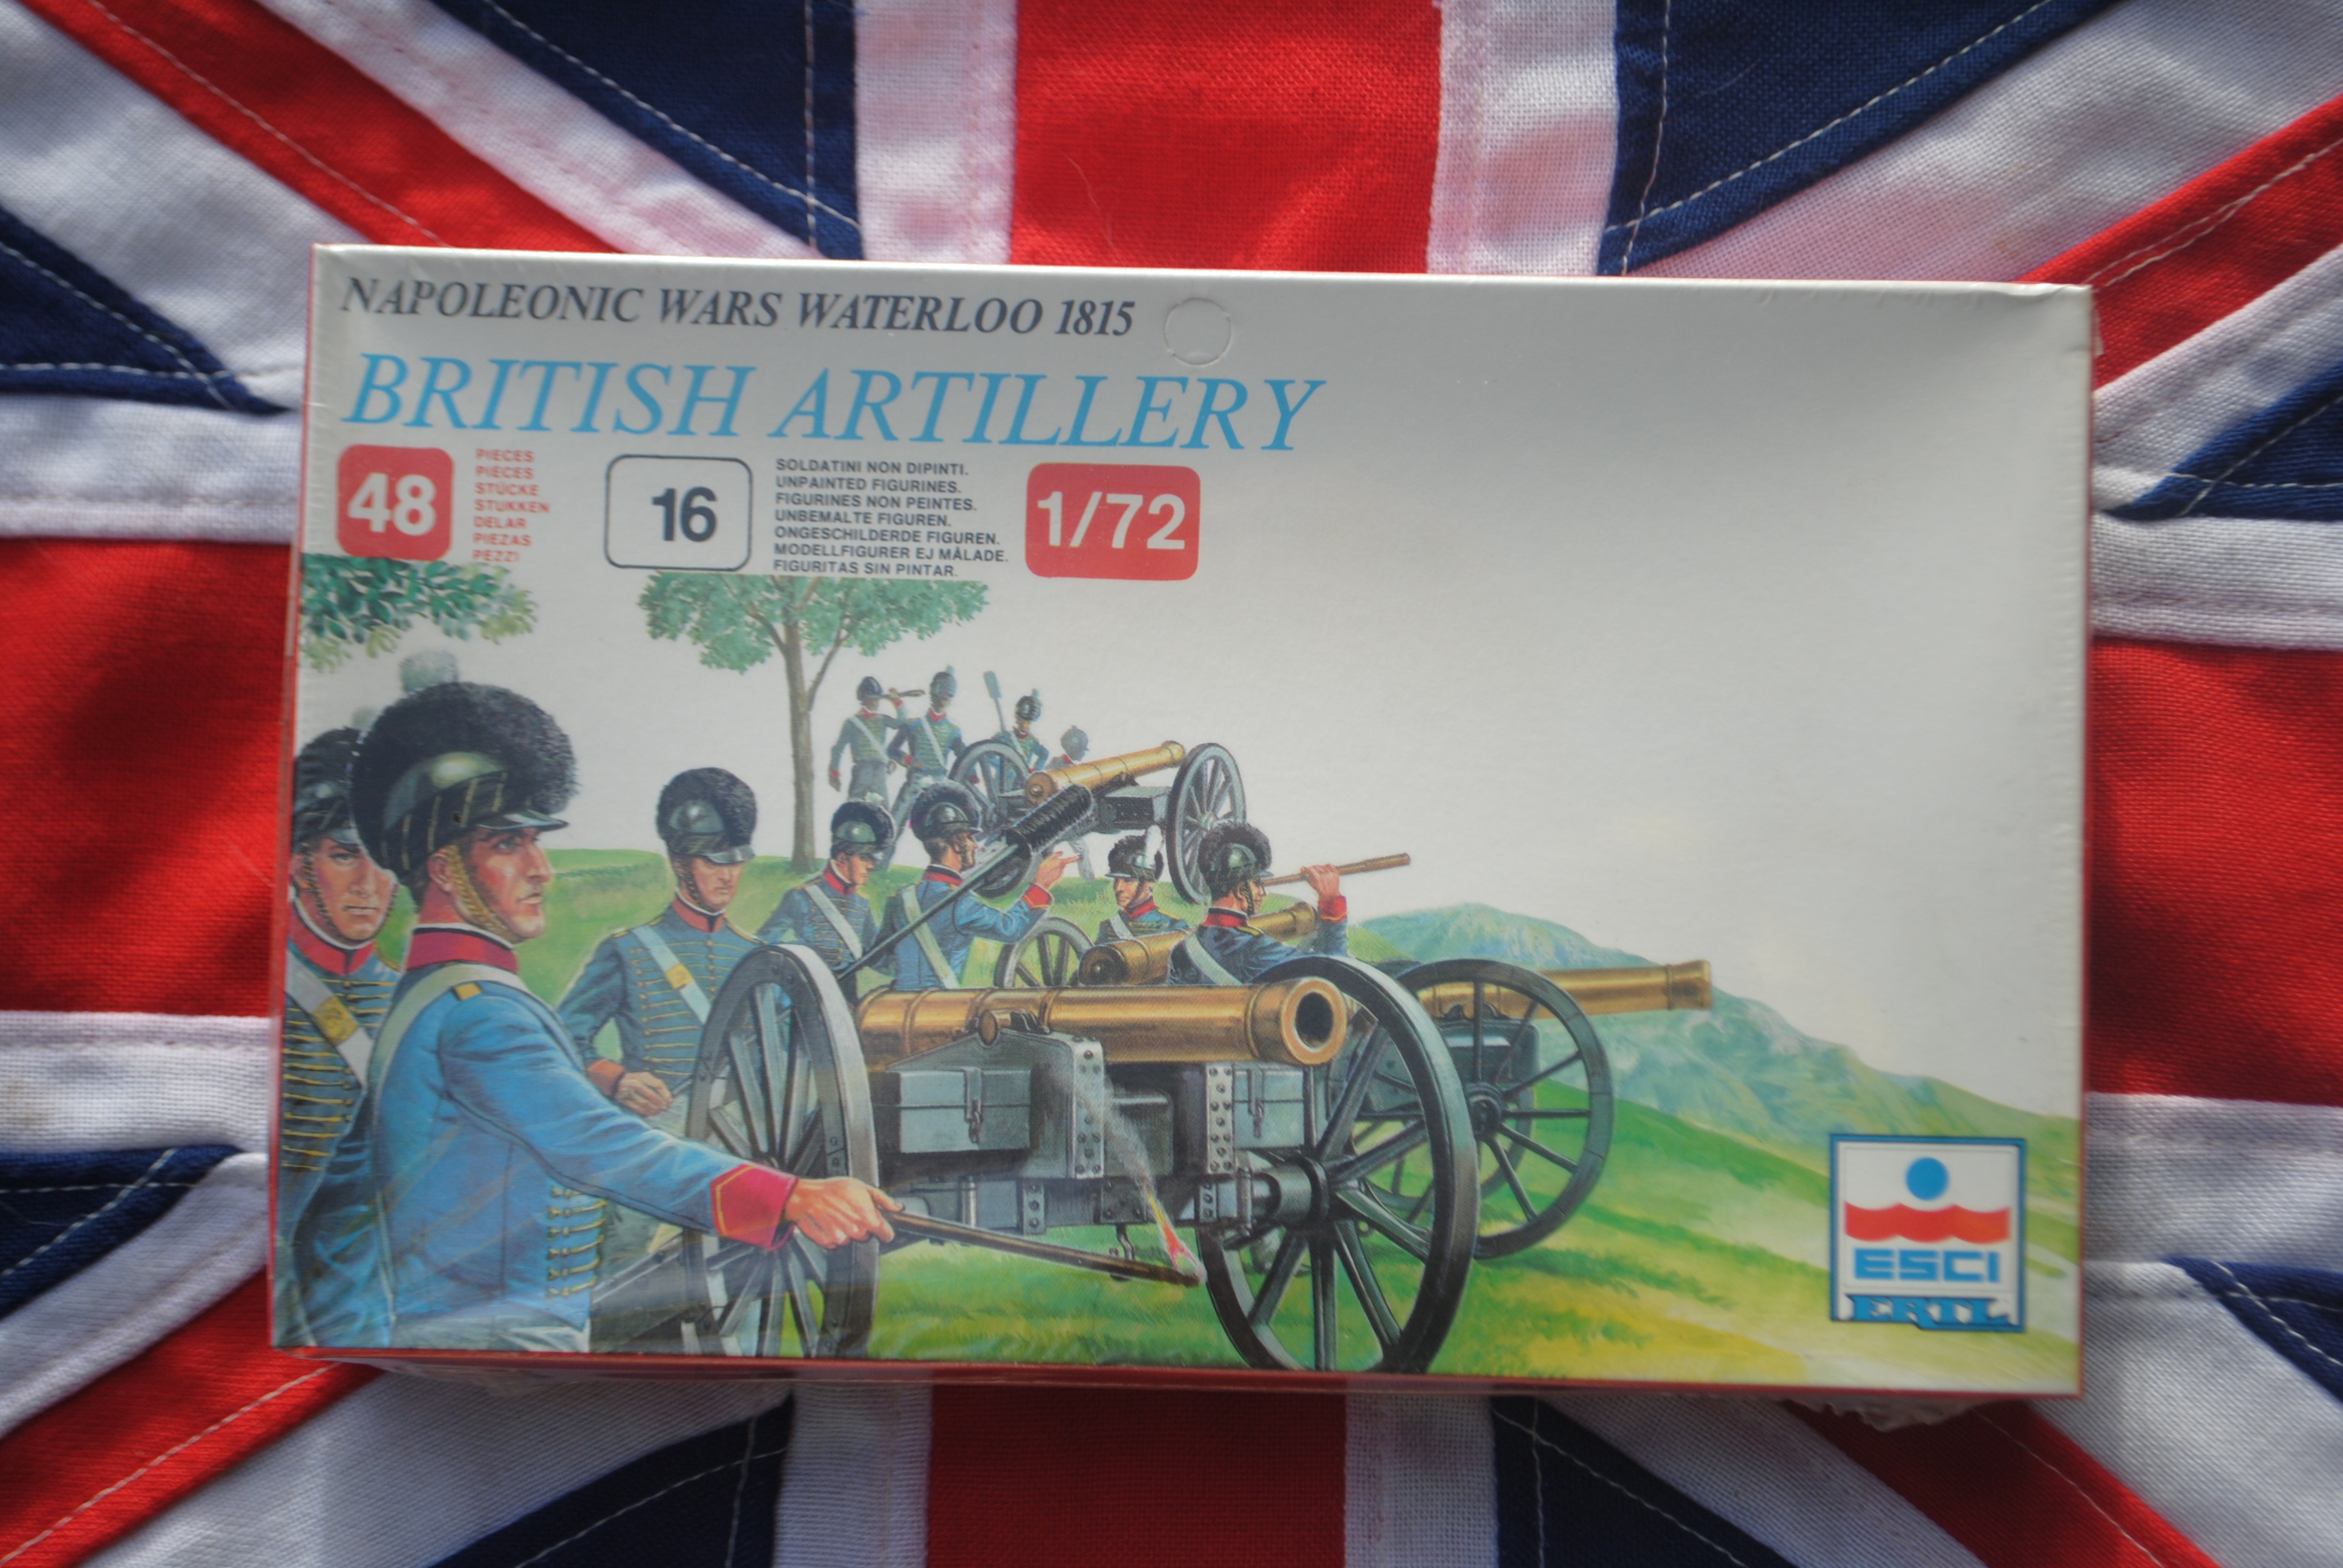 NAPOLEONIC WARS WATERLOO 1815
BRITISH ARTILLERY
48
PIECES
PIECES
STÜCKE
STUKKEN
DELAR
PIEZAS
PEZZI
16
SOLDATINI NON DIPINTI.
UNPAINTED FIGURINES.
FIGURINES NON PEINTES.
UNBEMALTE FIGUREN.
ONGESCHILDERDE FIGUREN.
MODELLFIGURER EJ MÅLADE.
FIGURITAS SIN PINTAR.
1/72
ESCI
ERTL